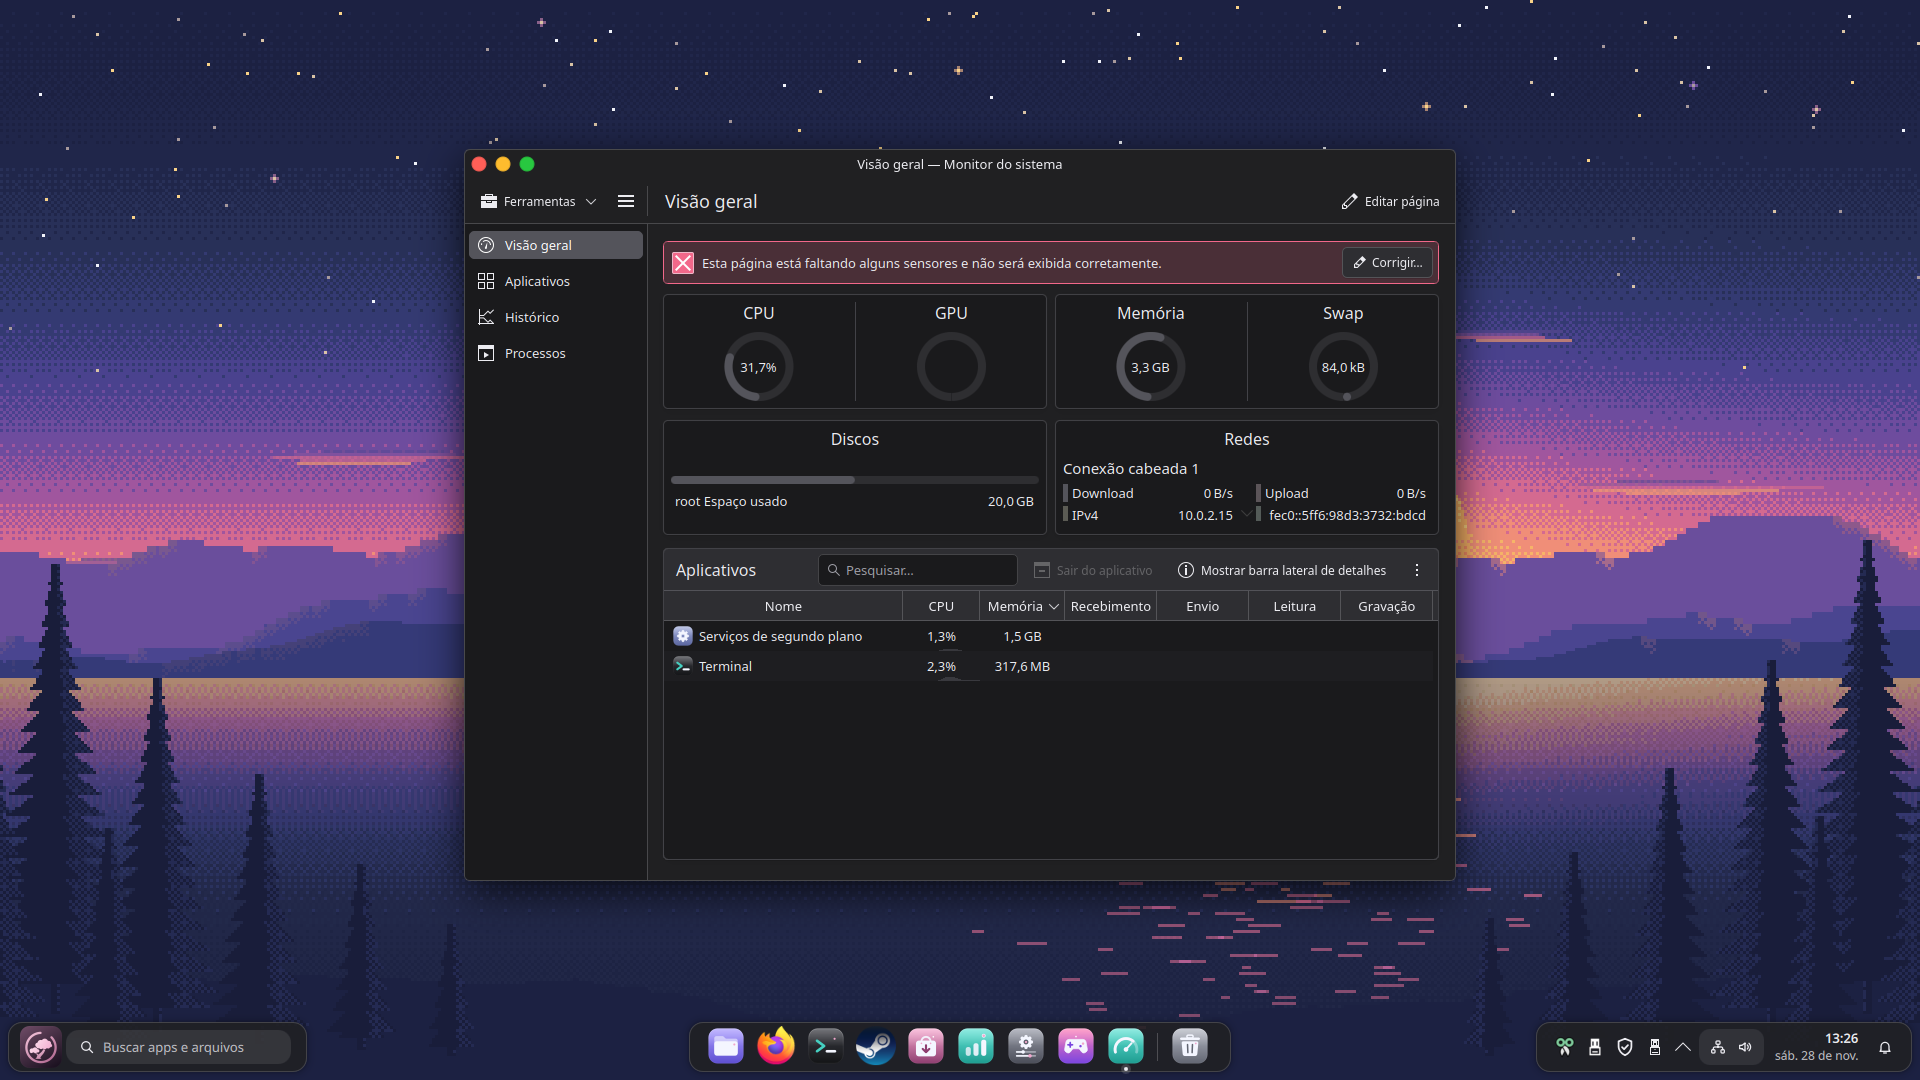 Visão geral — Monitor do sistema
Ferramentas
Visão geral
Editar página
Visão geral
Aplicativos
Histórico
Processos
Esta página está faltando alguns sensores e não será exibida corretamente.
Corrigir...
CPU
GPU
Memória
Swap
31,7%
3,3 GB
84,0 kB
Discos
root Espaço usado
20,0 GB
Redes
Conexão cabeada 1
Download
0 B/s
Upload
0 B/s
IPv4
10.0.2.15
fec0::5ff6:98d3:3732:bdcd
Aplicativos
Pesquisar...
Sair do aplicativo
Mostrar barra lateral de detalhes
Nome
CPU
Memória
Recebimento
Envio
Leitura
Gravação
Serviços de segundo plano
1,3%
1,5 GB
Terminal
2,3%
317,6 MB
Buscar apps e arquivos
13:26
sáb. 28 de nov.